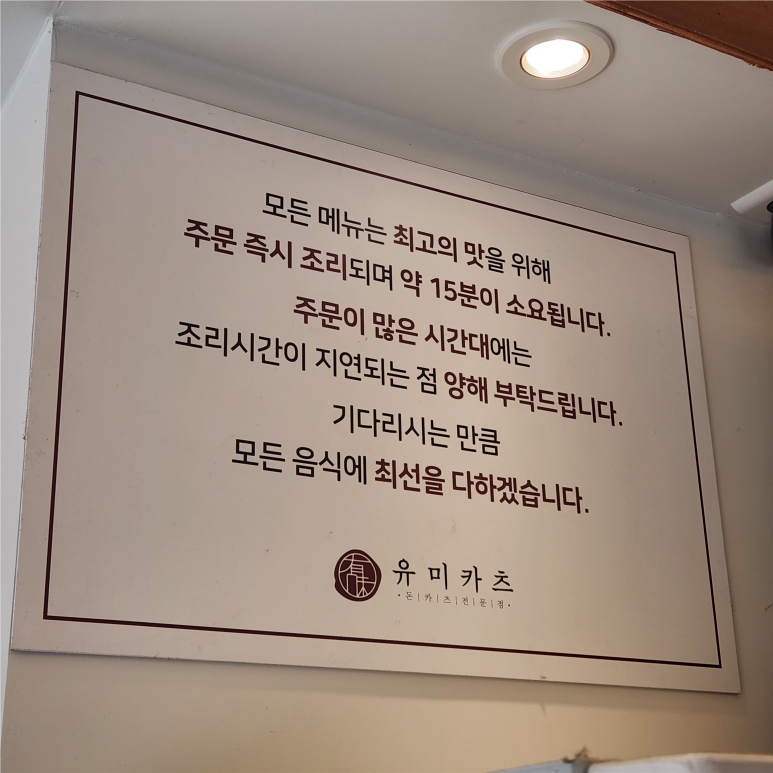 모든 메뉴는 최고의 맛을 위해
주문 즉시 조리되며 약 15분이 소요됩니다.
주문이 많은 시간대에는
조리시간이 지연되는 점 양해 부탁드립니다.
기다리시는 만큼
모든 음식에 최선을 다하겠습니다.
有味 유미카츠
·돈|카|츠|전|문|점·